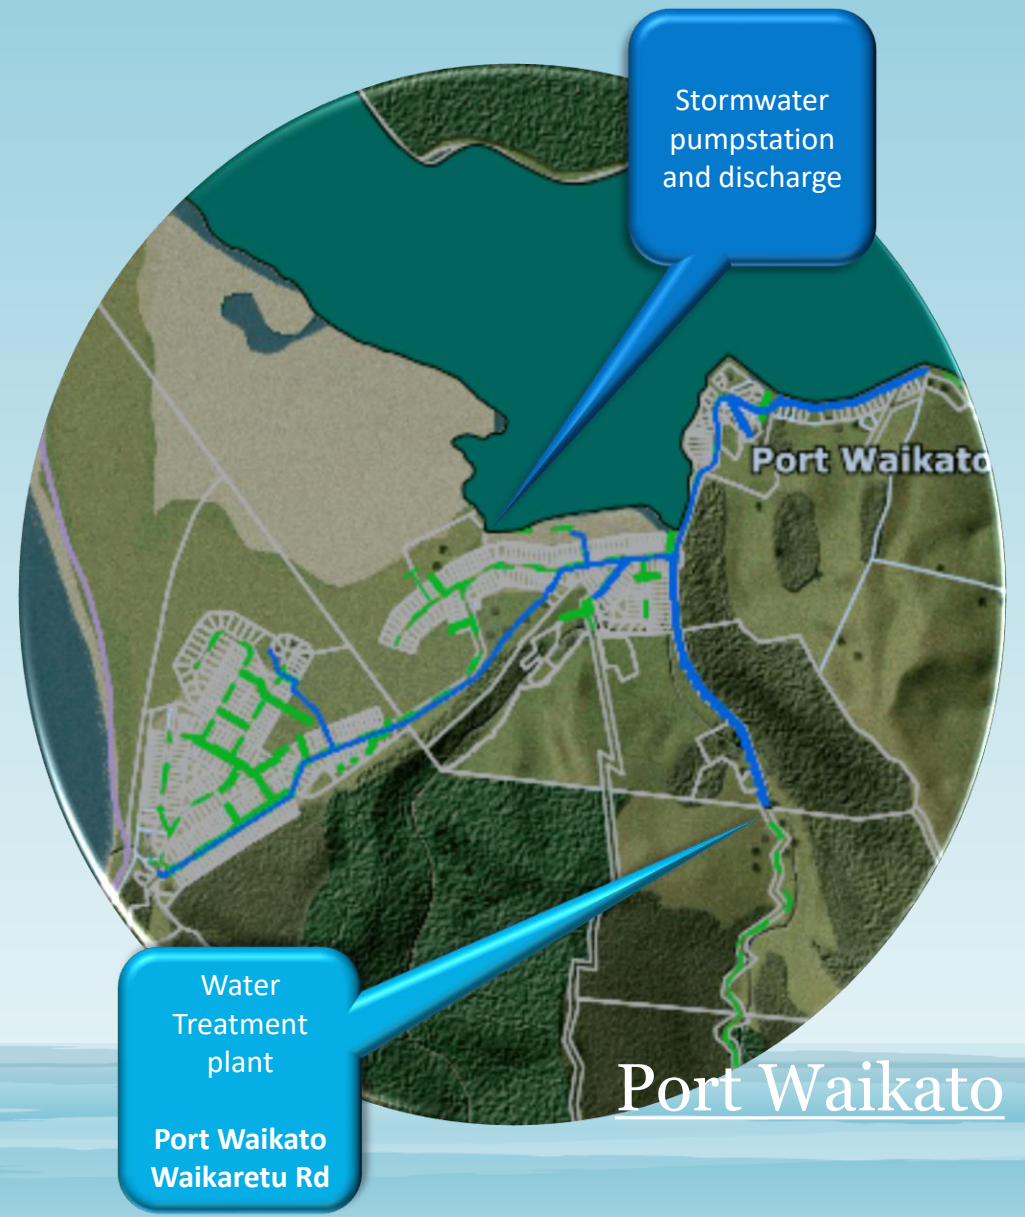 Stormwater
pumpstation
and discharge
Port Waikato
Water
Treatment
plant
Port Waikato
Waikaretu Rd
Port Waikato